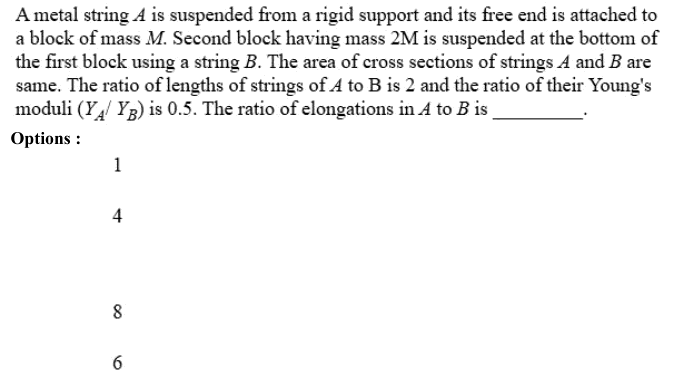 A metal string A is suspended from a rigid support and its free end is attached to
a block of mass M. Second block having mass 2M is suspended at the bottom of
the first block using a string B. The area of cross sections of strings A and B are
same. The ratio of lengths of strings of A to B is 2 and the ratio of their Young's
moduli (Y_A/ Y_B) is 0.5. The ratio of elongations in A to B is __________.
Options :
1
4
8
6